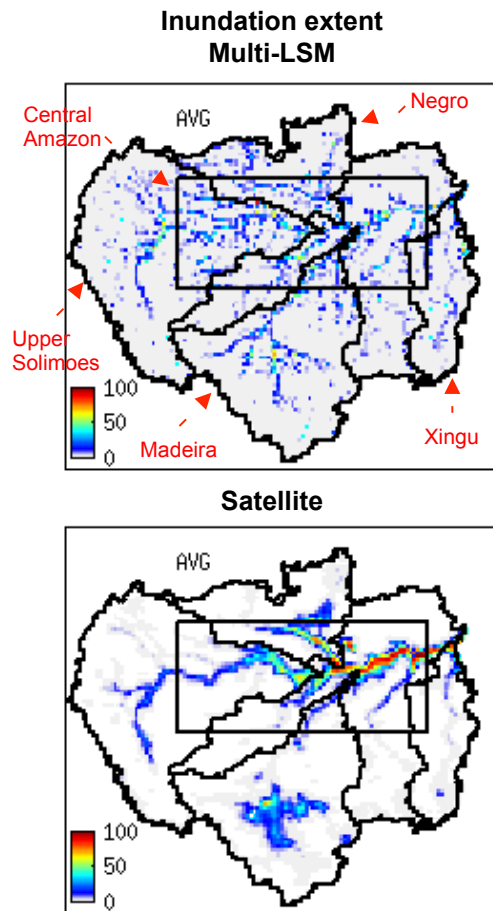 Inundation extent
Multi-LSM
Central
Amazon
AVG
Negro
Upper
Solimoes
100
50
0
Madeira
Xingu
Satellite
AVG
100
50
0